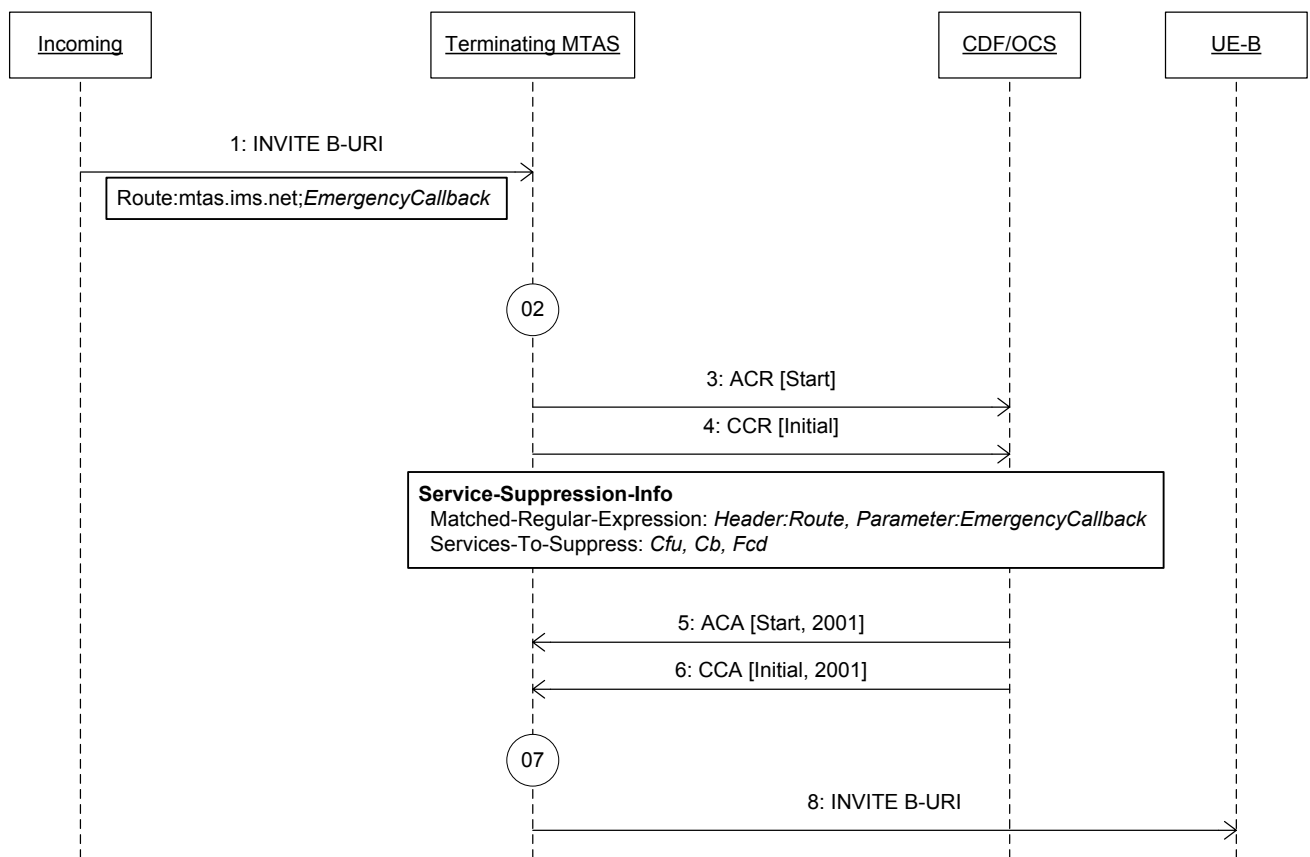 Incoming
Terminating MTAS
CDF/OCS
UE-B
1: INVITE B-URI
Route:mtas.ims.net;EmergencyCallback
02
3: ACR [Start]
4: CCR [Initial]
Service-Suppression-Info
Matched-Regular-Expression: Header:Route, Parameter:EmergencyCallback
Services-To-Suppress: Cfu, Cb, Fcd
5: ACA [Start, 2001]
6: CCA [Initial, 2001]
07
8: INVITE B-URI